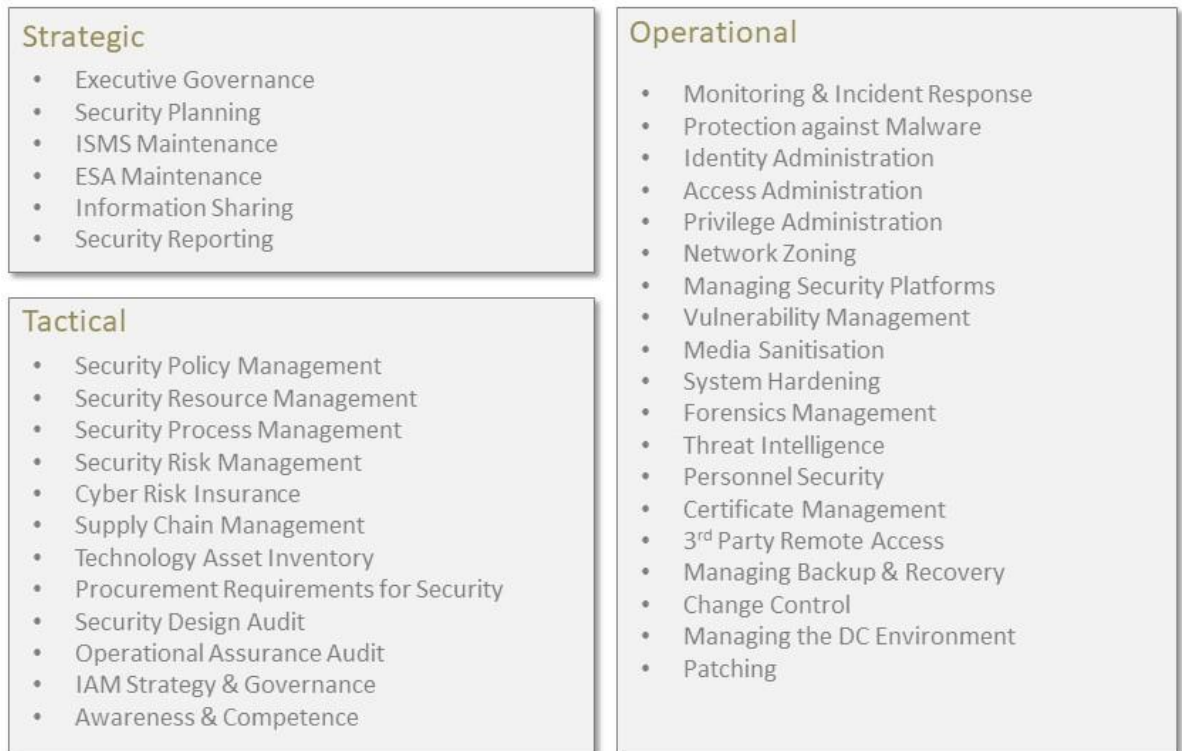 Strategic
• Executive Governance
• Security Planning
• ISMS Maintenance
• ESA Maintenance
• Information Sharing
• Security Reporting
Tactical
• Security Policy Management
• Security Resource Management
• Security Process Management
• Security Risk Management
• Cyber Risk Insurance
• Supply Chain Management
• Technology Asset Inventory
• Procurement Requirements for Security
• Security Design Audit
• Operational Assurance Audit
• IAM Strategy & Governance
• Awareness & Competence
Operational
• Monitoring & Incident Response
• Protection against Malware
• Identity Administration
• Access Administration
• Privilege Administration
• Network Zoning
• Managing Security Platforms
• Vulnerability Management
• Media Sanitisation
• System Hardening
• Forensics Management
• Threat Intelligence
• Personnel Security
• Certificate Management
• 3rd Party Remote Access
• Managing Backup & Recovery
• Change Control
• Managing the DC Environment
• Patching